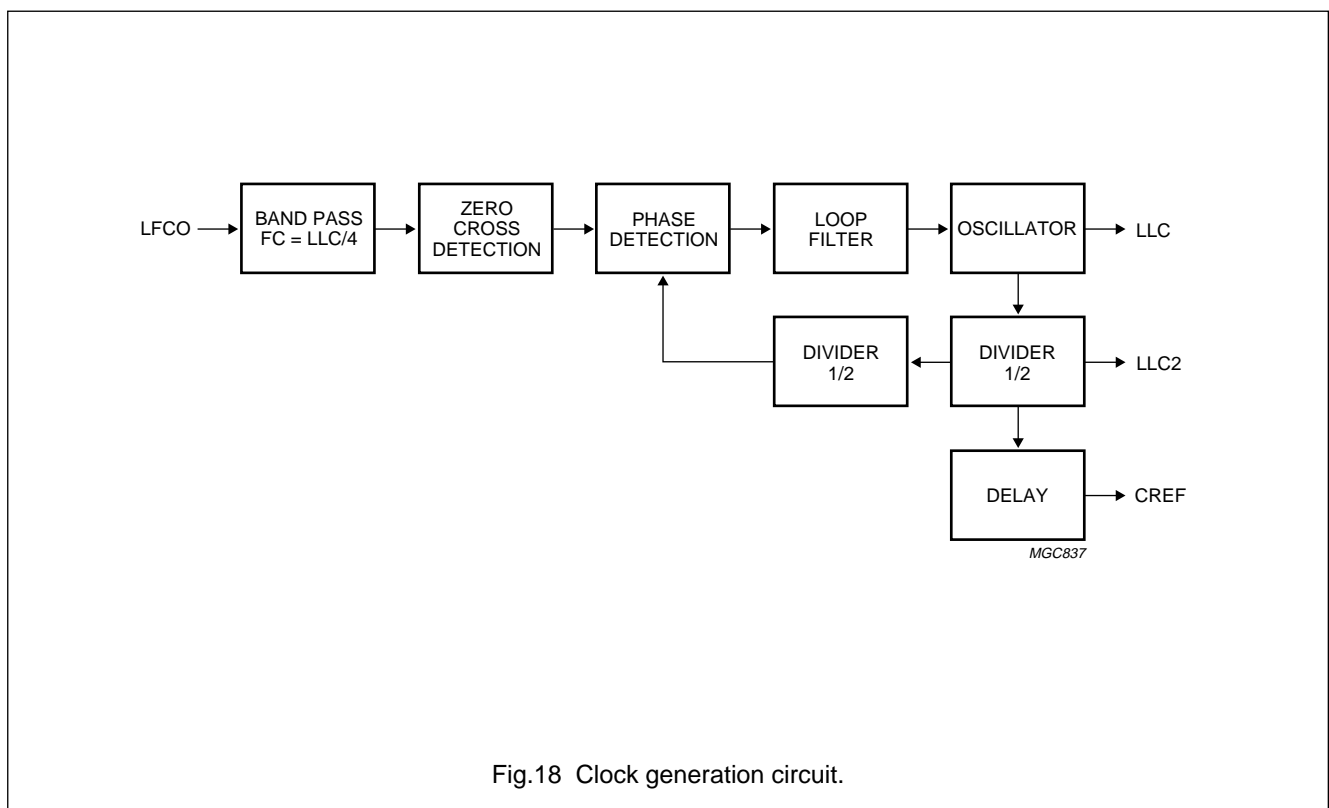 LFCO
BAND PASS
FC = LLC/4
ZERO
CROSS
DETECTION
PHASE
DETECTION
LOOP
FILTER
OSCILLATOR
LLC
DIVIDER
1/2
DIVIDER
1/2
LLC2
DELAY
CREF
MGC837
Fig.18 Clock generation circuit.